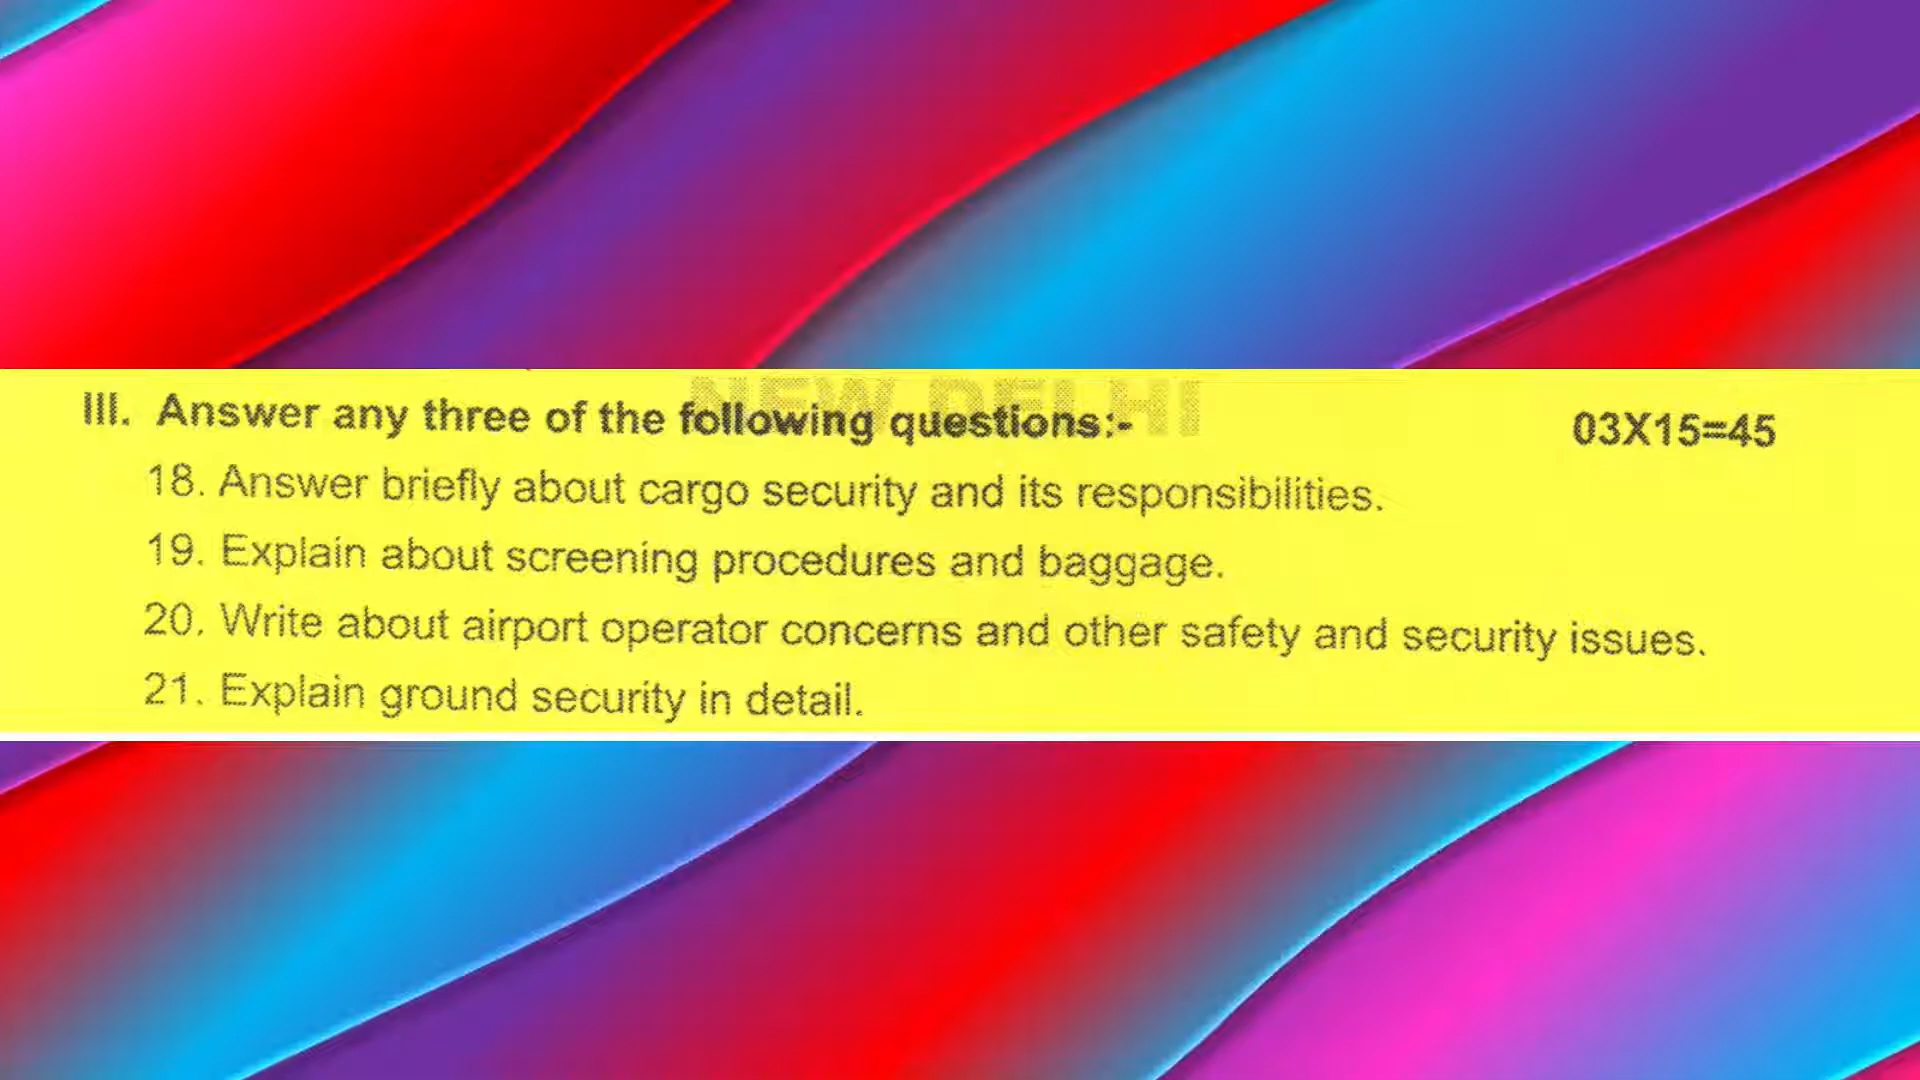 NEW DELHI
III. Answer any three of the following questions:- 03X15=45
18. Answer briefly about cargo security and its responsibilities.
19. Explain about screening procedures and baggage.
20. Write about airport operator concerns and other safety and security issues.
21. Explain ground security in detail.